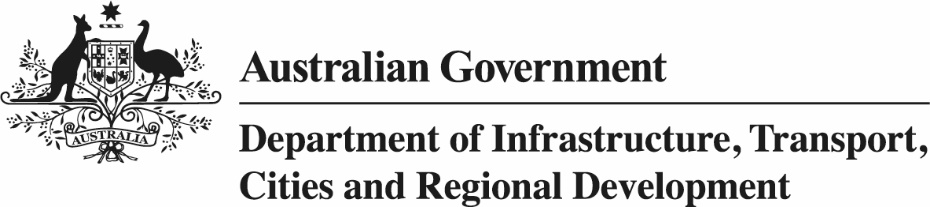 AUSTRALIA
Australian Government
Department of Infrastructure, Transport,
Cities and Regional Development